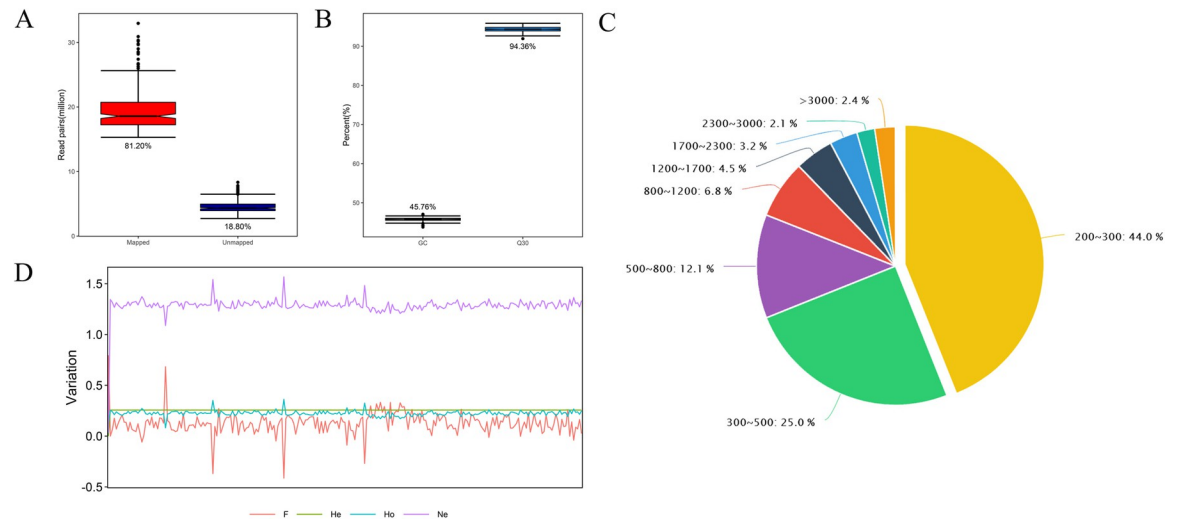 A
Read pairs(million)
30
20
10
0
81.20%
18.80%
Mapped
Unmapped
B
Percent(%)
90
80
70
60
50
94.36%
45.76%
GC
Q30
C
>3000: 2.4 %
2300~3000: 2.1 %
1700~2300: 3.2 %
1200~1700: 4.5 %
800~1200: 6.8 %
500~800: 12.1 %
300~500: 25.0 %
200~300: 44.0 %
D
Variation
1.5
1.0
0.5
0.0
-0.5
F He Ho Ne